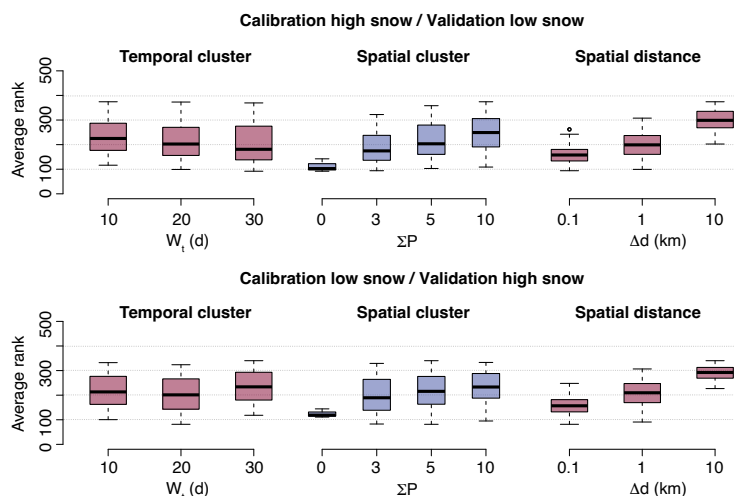 Calibration high snow / Validation low snow
Temporal cluster Spatial cluster Spatial distance
Average rank
500
300
0 100
10 20 30 0 3 5 10 0.1 1 10
Wt (d) ΣP Δd (km)
Calibration low snow / Validation high snow
Temporal cluster Spatial cluster Spatial distance
Average rank
500
300
0 100
10 20 30 0 3 5 10 0.1 1 10
Wt (d) ΣP Δd (km)